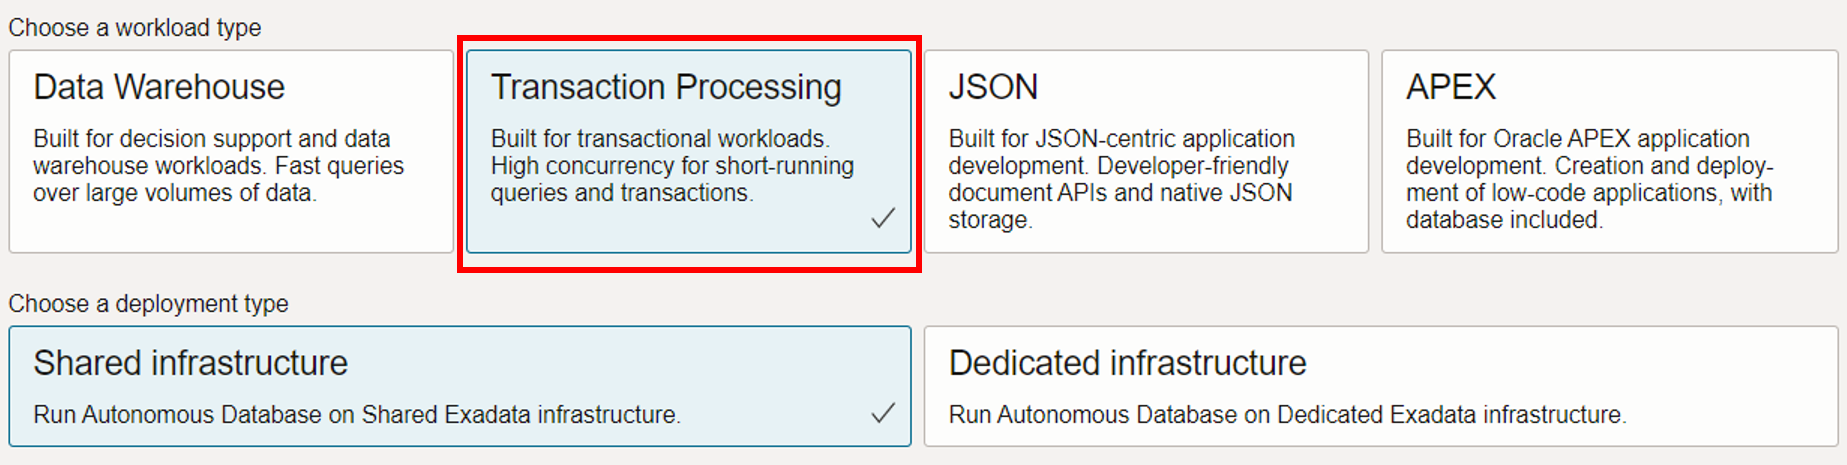 Choose a workload type
Data Warehouse
Built for decision support and data
warehouse workloads. Fast queries
over large volumes of data.
Transaction Processing
Built for transactional workloads.
High concurrency for short-running
queries and transactions.
JSON
Built for JSON-centric application
development. Developer-friendly
document APIs and native JSON
storage.
APEX
Built for Oracle APEX application
development. Creation and deploy-
ment of low-code applications, with
database included.
Choose a deployment type
Shared infrastructure
Run Autonomous Database on Shared Exadata infrastructure.
Dedicated infrastructure
Run Autonomous Database on Dedicated Exadata infrastructure.